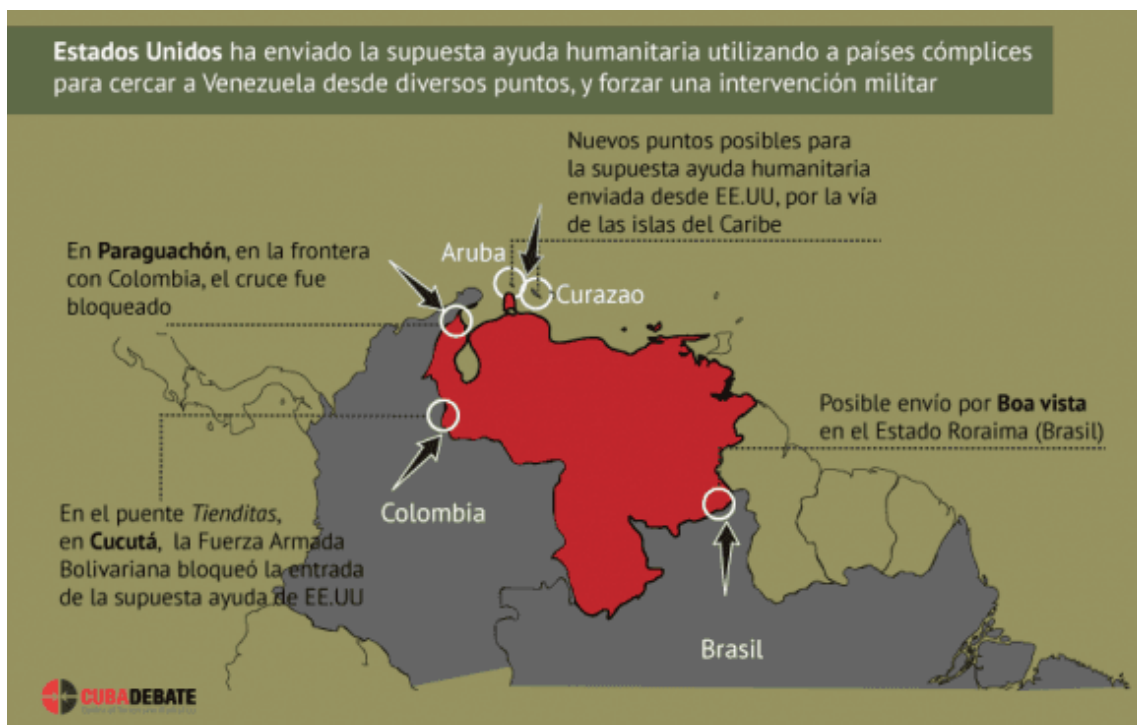 Estados Unidos ha enviado la supuesta ayuda humanitaria utilizando a países cómplices
para cercar a Venezuela desde diversos puntos, y forzar una intervención militar
Nuevos puntos posibles para
la supuesta ayuda humanitaria
enviada desde EE.UU, por la vía
de las islas del Caribe
En Paraguachón, en la frontera
con Colombia, el cruce fue
bloqueado
Aruba
Curazao
Posible envío por Boa vista
en el Estado Roraima (Brasil)
En el puente Tienditas,
en Cucutá, la Fuerza Armada
Bolivariana bloqueó la entrada
de la supuesta ayuda de EE.UU
Colombia
Brasil
CUBADEBATE